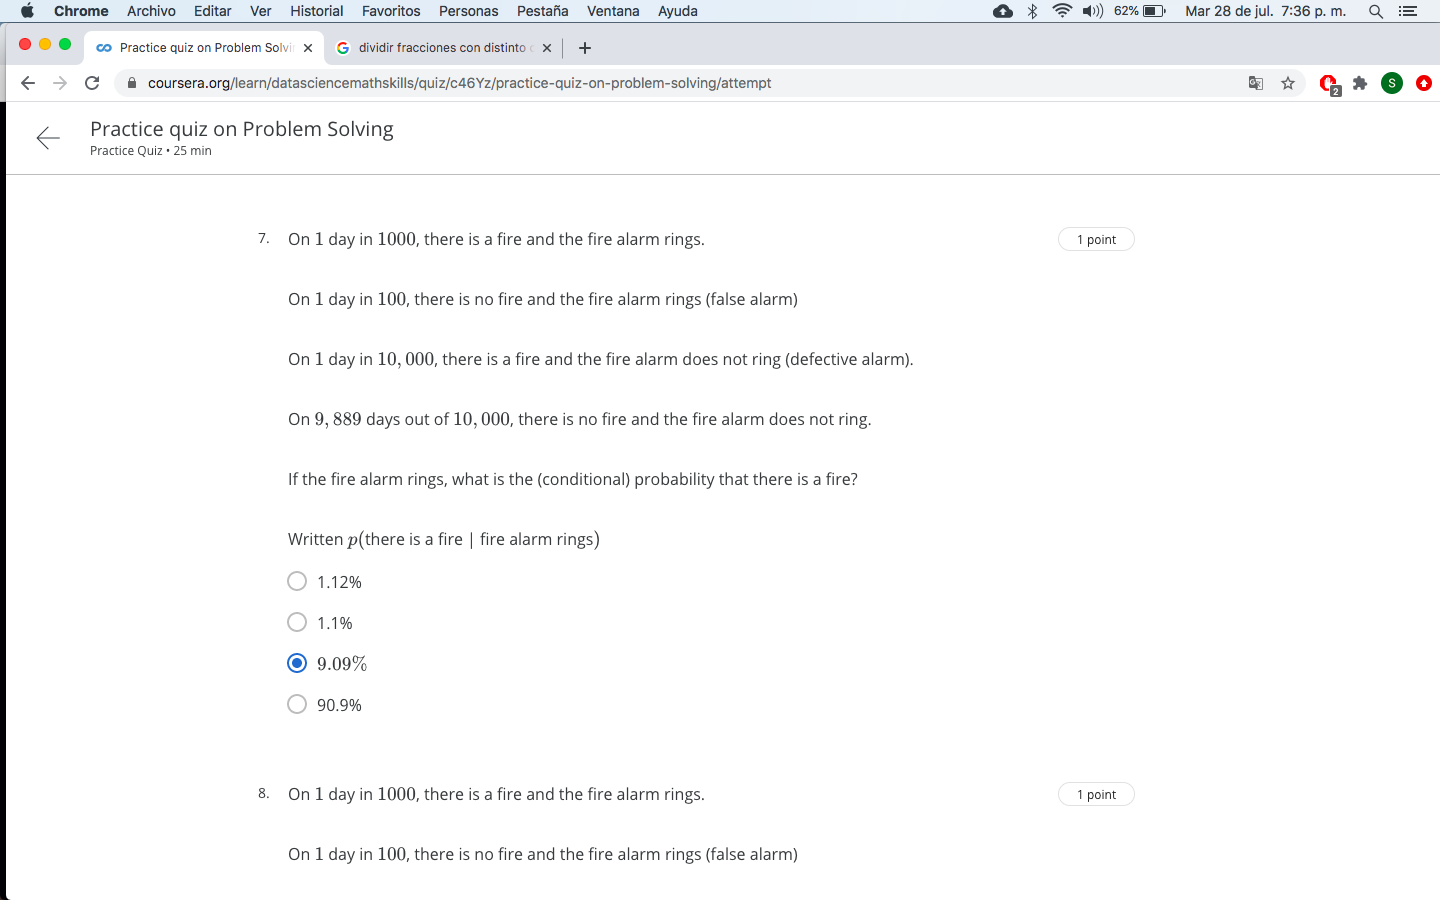 Chrome Archivo Editar Ver Historial Favoritos Personas Pestaña Ventana Ayuda 62% Mar 28 de jul. 7:36 p. m.
Practice quiz on Problem Solvi dividir fracciones con distinto
coursera.org/learn/datasciencemathskills/quiz/c46Yz/practice-quiz-on-problem-solving/attempt 2 S
Practice quiz on Problem Solving
Practice Quiz • 25 min
7. On 1 day in 1000, there is a fire and the fire alarm rings. 1 point
On 1 day in 100, there is no fire and the fire alarm rings (false alarm)
On 1 day in 10, 000, there is a fire and the fire alarm does not ring (defective alarm).
On 9, 889 days out of 10, 000, there is no fire and the fire alarm does not ring.
If the fire alarm rings, what is the (conditional) probability that there is a fire?
Written p(there is a fire | fire alarm rings)
1.12%
1.1%
9.09%
90.9%
8. On 1 day in 1000, there is a fire and the fire alarm rings. 1 point
On 1 day in 100, there is no fire and the fire alarm rings (false alarm)